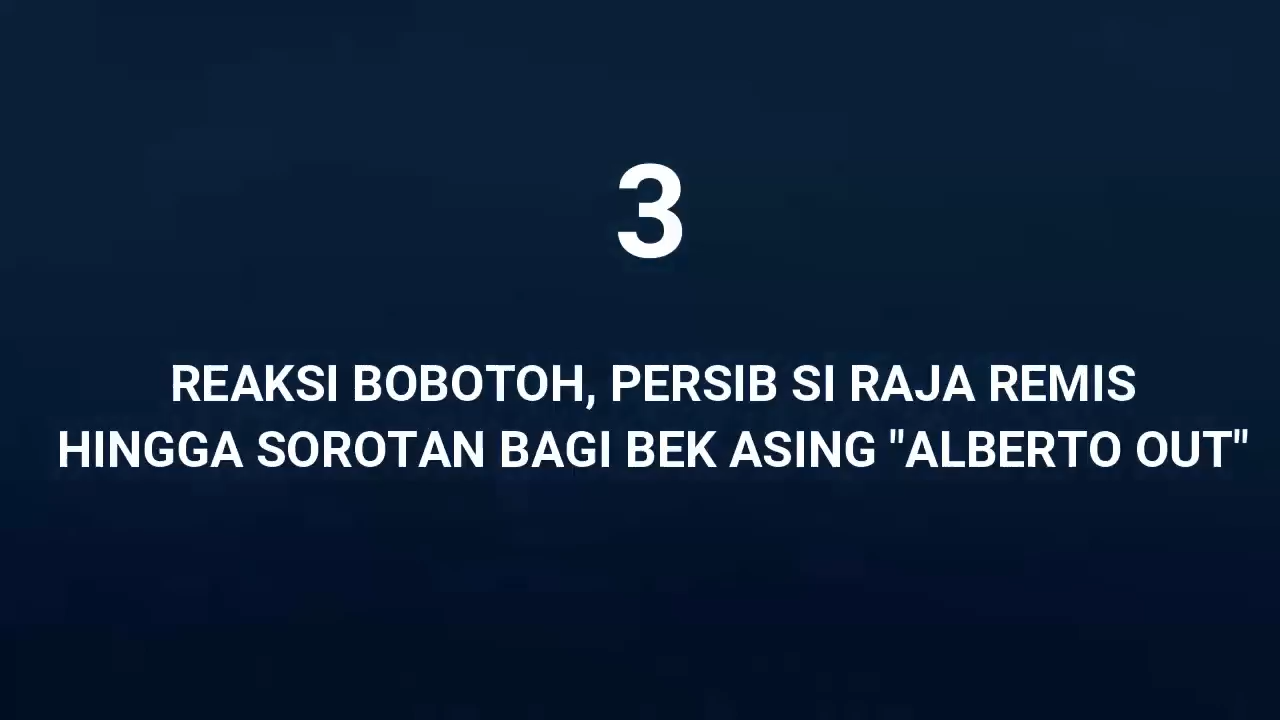 3
REAKSI BOBOTOH, PERSIB SI RAJA REMIS
HINGGA SOROTAN BAGI BEK ASING "ALBERTO OUT"